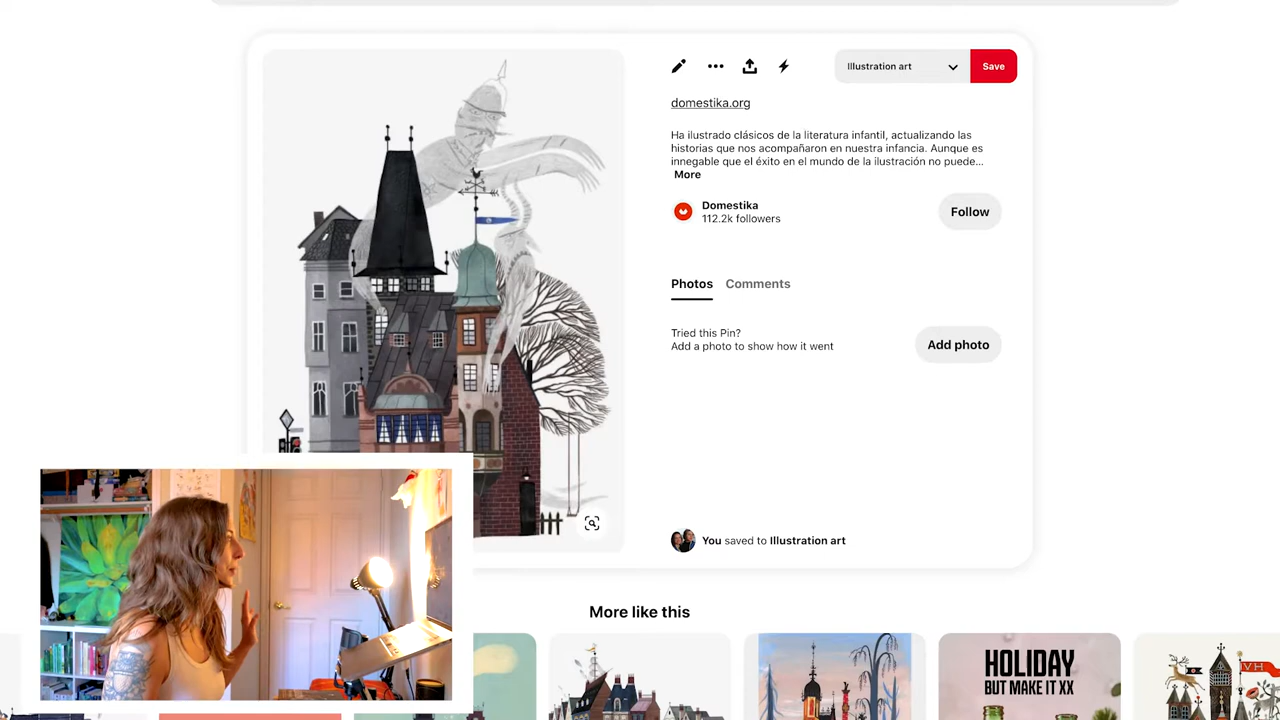 Illustration art
Save
domestika.org
Ha ilustrado clásicos de la literatura infantil, actualizando las
historias que nos acompañaron en nuestra infancia. Aunque es
innegable que el éxito en el mundo de la ilustración no puede...
More
Domestika
112.2k followers
Follow
Photos Comments
Tried this Pin?
Add a photo to show how it went
Add photo
You saved to Illustration art
More like this
HOLIDAY
BUT MAKE IT XX
VH